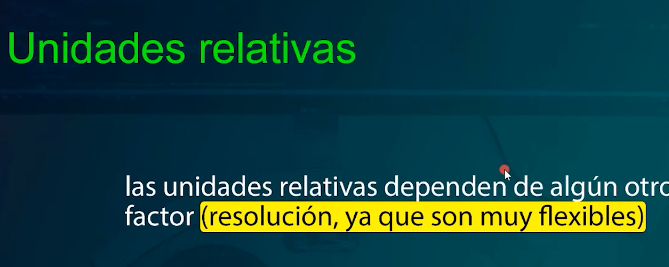 Unidades relativas
las unidades relativas dependen de algún otro
factor (resolución, ya que son muy flexibles)